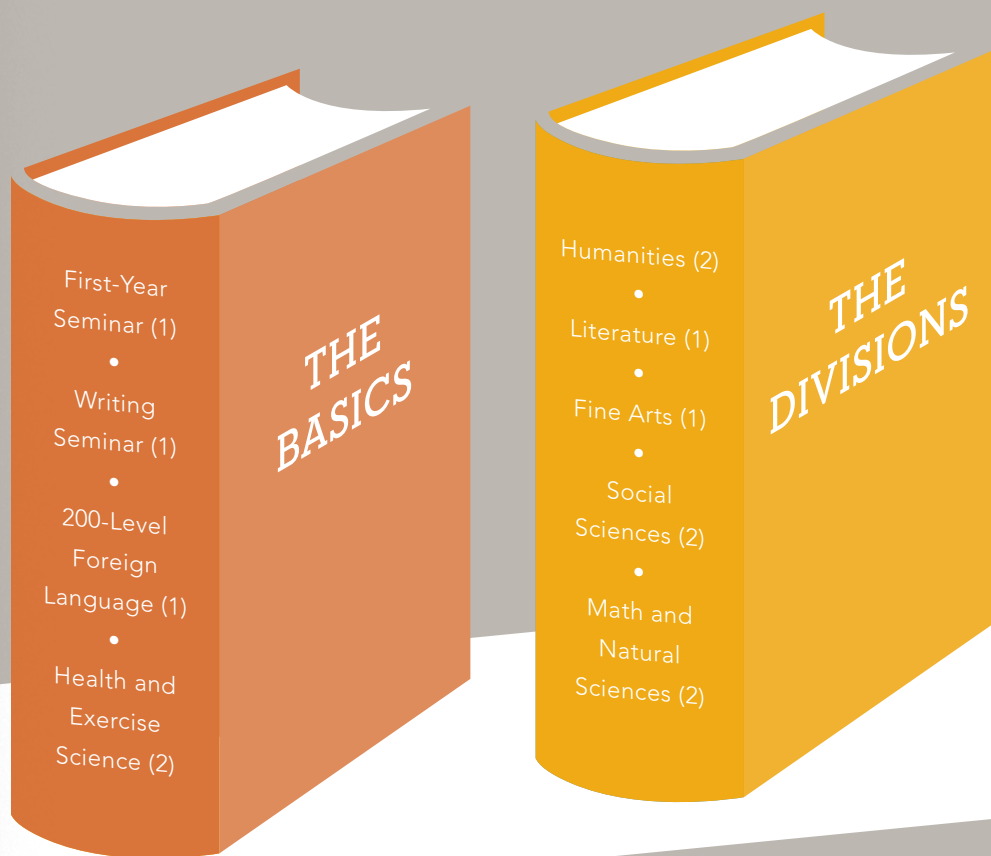 First-Year
Seminar (1)
•
Writing
Seminar (1)
•
200-Level
Foreign
Language (1)
•
Health and
Exercise
Science (2)
THE
BASICS
Humanities (2)
•
Literature (1)
•
Fine Arts (1)
•
Social
Sciences (2)
•
Math and
Natural
Sciences (2)
THE
DIVISIONS